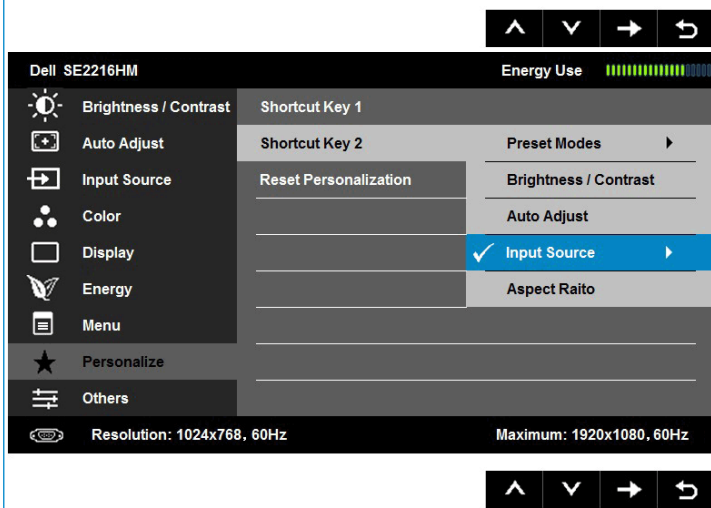 Dell SE2216HM Energy Use
Brightness / Contrast Shortcut Key 1
Auto Adjust Shortcut Key 2 Preset Modes
Input Source Reset Personalization Brightness / Contrast
Color Auto Adjust
Display Input Source
Energy Aspect Raito
Menu
Personalize
Others
Resolution: 1024x768, 60Hz Maximum: 1920x1080, 60Hz